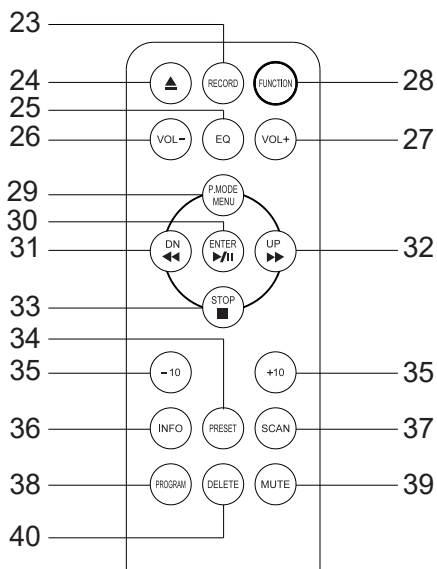 23
24
RECORD
FUNCTION
28
25
26
VOL-
EQ
VOL+
27
29
P.MODE
MENU
30
31
DN
ENTER
UP
32
33
STOP
34
35
-10
+10
35
36
INFO
PRESET
SCAN
37
38
PROGRAM
DELETE
MUTE
39
40